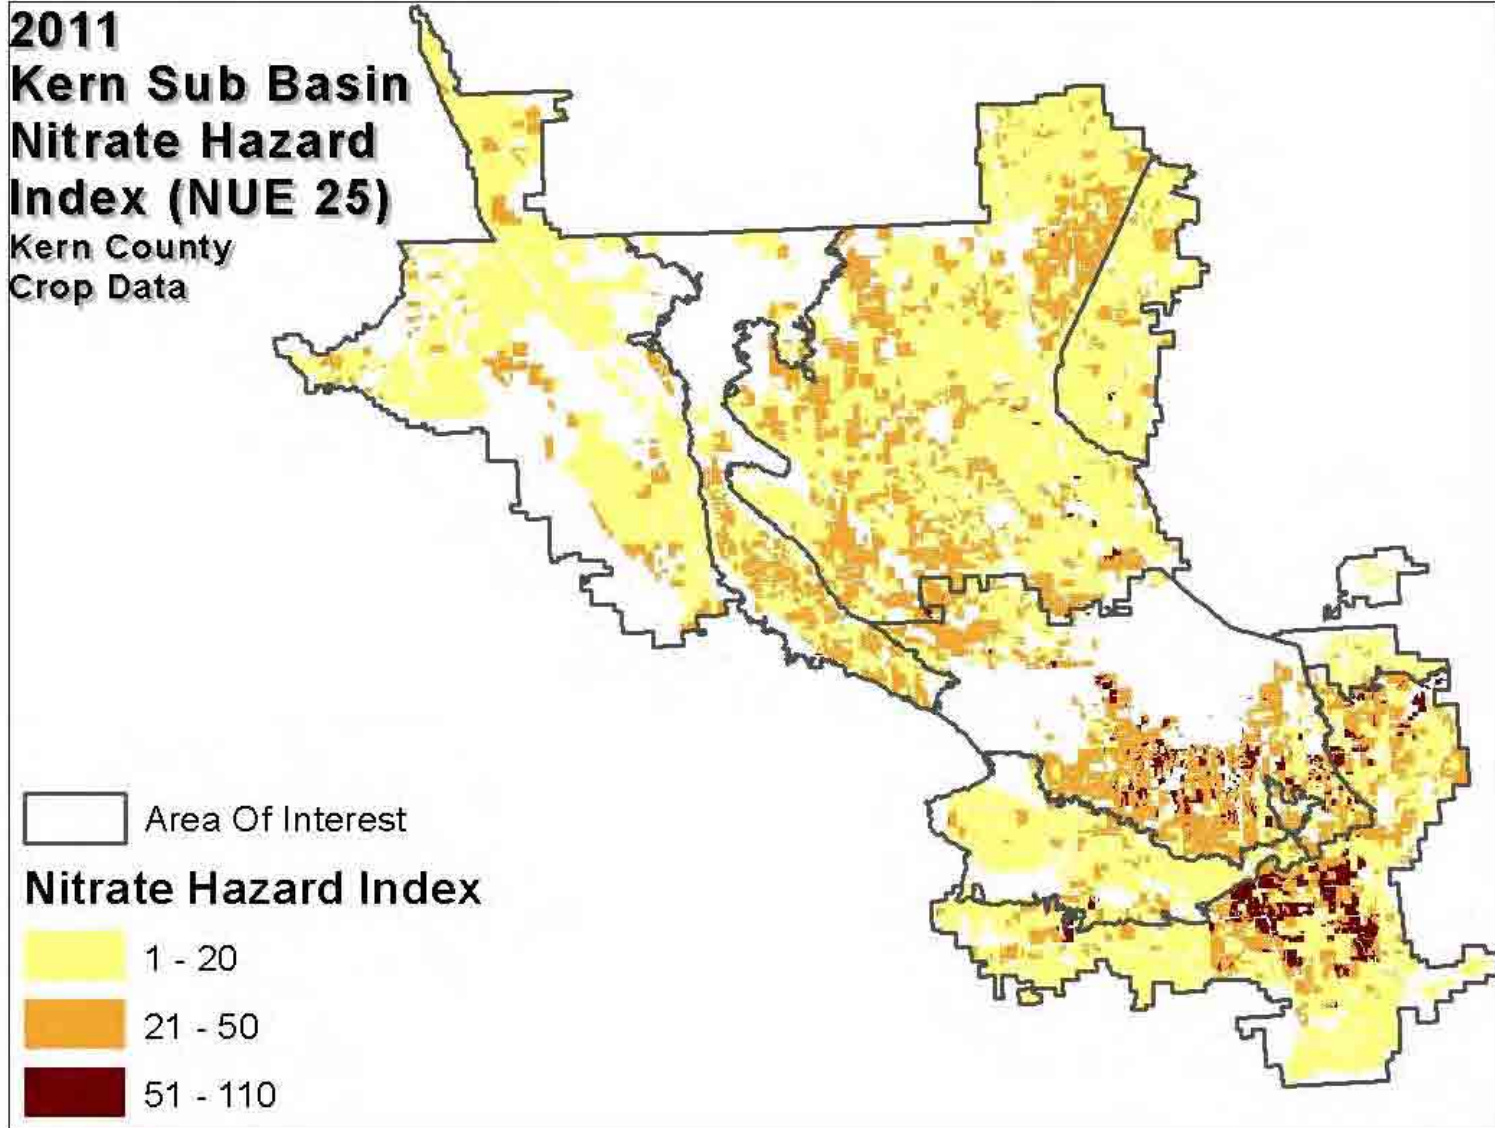 2011
Kern Sub Basin
Nitrate Hazard
Index (NUE 25)
Kern County
Crop Data
Area Of Interest
Nitrate Hazard Index
1 - 20
21 - 50
51 - 110